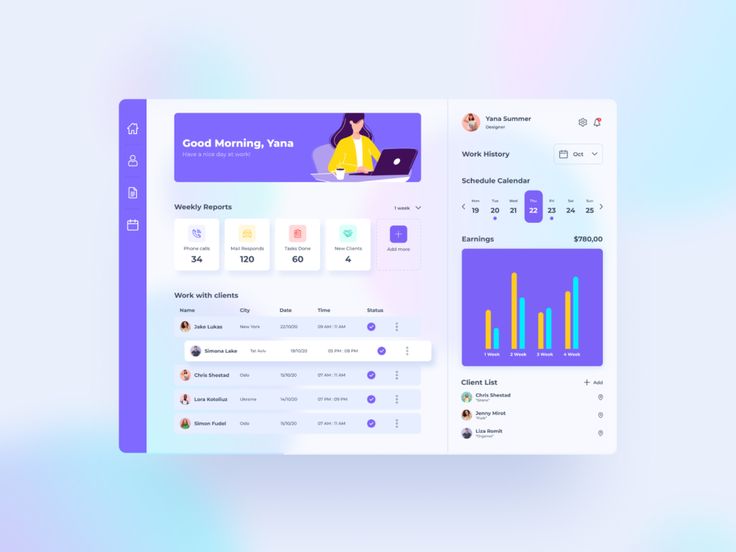 Good Morning, Yana
Have a nice day at work!
Weekly Reports
1 week
Phone calls
34
Mail Responds
120
Tasks Done
60
New Clients
4
Add more
Work with clients
Name City Date Time Status
Jake Lukas New York 22/10/20 09 AM : 11 AM
Simona Lake Tel Aviv 18/10/20 05 PM : 09 PM
Chris Shestad Oslo 15/10/20 07 AM : 11 AM
Lora Kotoliuz Ukraine 14/10/20 07 PM : 09 PM
Simon Fudel Oslo 15/10/20 07 AM : 11 AM
Yana Summer
Designer
Work History
Oct
Schedule Calendar
Mon Tue Wed Thu Fri Sat Sun
19 20 21 22 23 24 25
Earnings $780,00
1 Week 2 Week 3 Week 4 Week
Client List Add
Chris Shestad
Jenny Mirot
Liza Romit